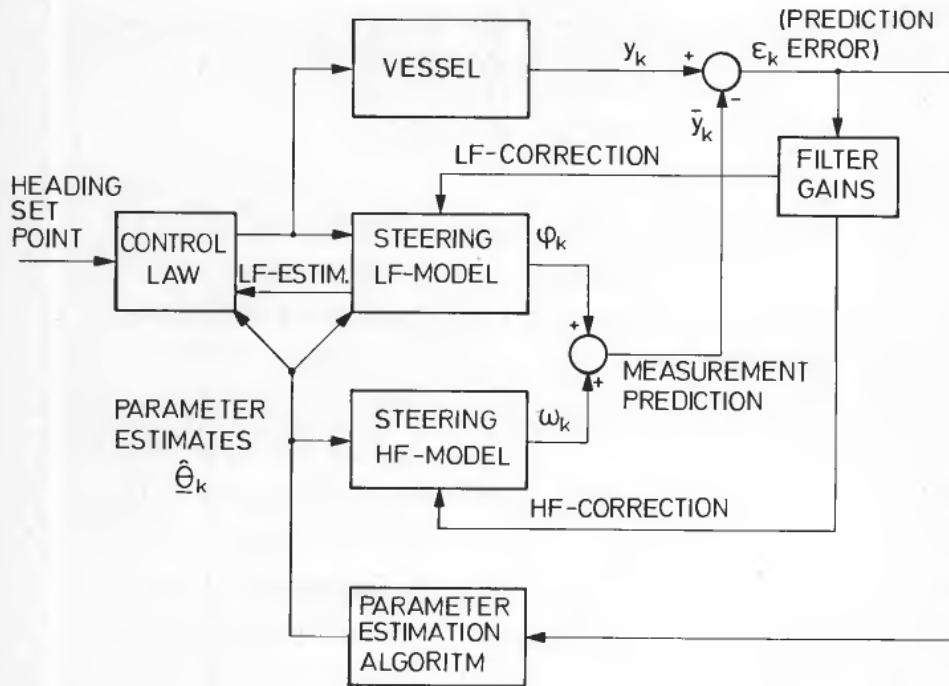 (PREDICTION
ERROR)
VESSEL
y_k
+
ε_k
-
ȳ_k
LF-CORRECTION
FILTER
GAINS
HEADING
SET
POINT
CONTROL
LAW
LF-ESTIM.
STEERING
LF-MODEL
φ_k
+
+
MEASUREMENT
PREDICTION
PARAMETER
ESTIMATES
θ̂_k
STEERING
HF-MODEL
ω_k
HF-CORRECTION
PARAMETER
ESTIMATION
ALGORITM